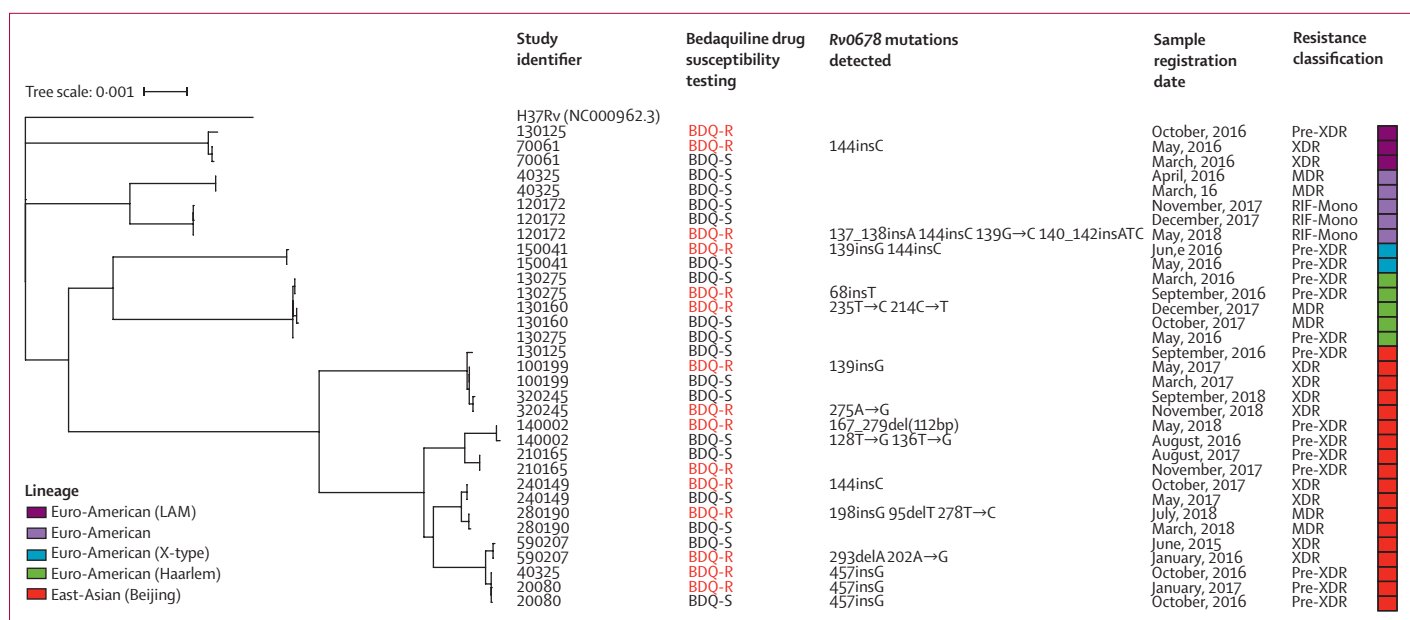 Study identifier Bedaquiline drug susceptibility testing Rv0678 mutations detected Sample registration date Resistance classification
Tree scale: 0·001
H37Rv (NC000962.3)
130125 BDQ-R October, 2016 Pre-XDR
70061 BDQ-R 144insC May, 2016 XDR
70061 BDQ-S March, 2016 XDR
40325 BDQ-S April, 2016 MDR
40325 BDQ-S March, 16 MDR
120172 BDQ-S November, 2017 RIF-Mono
120172 BDQ-S December, 2017 RIF-Mono
120172 BDQ-R 137_138insA 144insC 139G→C 140_142insATC May, 2018 RIF-Mono
150041 BDQ-R 139insG 144insC Jun,e 2016 Pre-XDR
150041 BDQ-S May, 2016 Pre-XDR
130275 BDQ-S March, 2016 Pre-XDR
130275 BDQ-R 68insT September, 2016 Pre-XDR
130160 BDQ-R 235T→C 214C→T December, 2017 MDR
130160 BDQ-S October, 2017 MDR
130275 BDQ-S May, 2016 Pre-XDR
130125 BDQ-S September, 2016 Pre-XDR
100199 BDQ-R 139insG May, 2017 XDR
100199 BDQ-S March, 2017 XDR
320245 BDQ-S September, 2018 XDR
320245 BDQ-R 275A→G November, 2018 XDR
140002 BDQ-R 167_279del(112bp) May, 2018 Pre-XDR
140002 BDQ-S 128T→G 136T→G August, 2016 Pre-XDR
210165 BDQ-S August, 2017 Pre-XDR
210165 BDQ-R November, 2017 Pre-XDR
240149 BDQ-R 144insC October, 2017 XDR
240149 BDQ-S May, 2017 XDR
280190 BDQ-R 198insG 95delT 278T→C July, 2018 MDR
280190 BDQ-S March, 2018 MDR
590207 BDQ-S June, 2015 XDR
590207 BDQ-R 293delA 202A→G January, 2016 XDR
40325 BDQ-R 457insG October, 2016 Pre-XDR
20080 BDQ-R 457insG January, 2017 Pre-XDR
20080 BDQ-S 457insG October, 2016 Pre-XDR
Lineage
Euro-American (LAM)
Euro-American
Euro-American (X-type)
Euro-American (Haarlem)
East-Asian (Beijing)